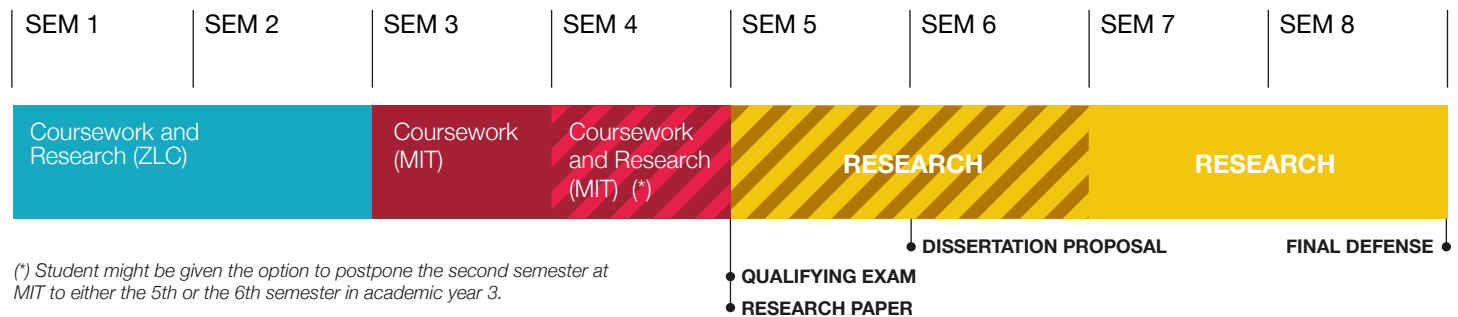 SEM 1
SEM 2
SEM 3
SEM 4
SEM 5
SEM 6
SEM 7
SEM 8
Coursework and
Research (ZLC)
Coursework
(MIT)
Coursework
and Research
(MIT) (*)
RESEARCH
RESEARCH
DISSERTATION PROPOSAL
FINAL DEFENSE
QUALIFYING EXAM
RESEARCH PAPER
(*) Student might be given the option to postpone the second semester at
MIT to either the 5th or the 6th semester in academic year 3.